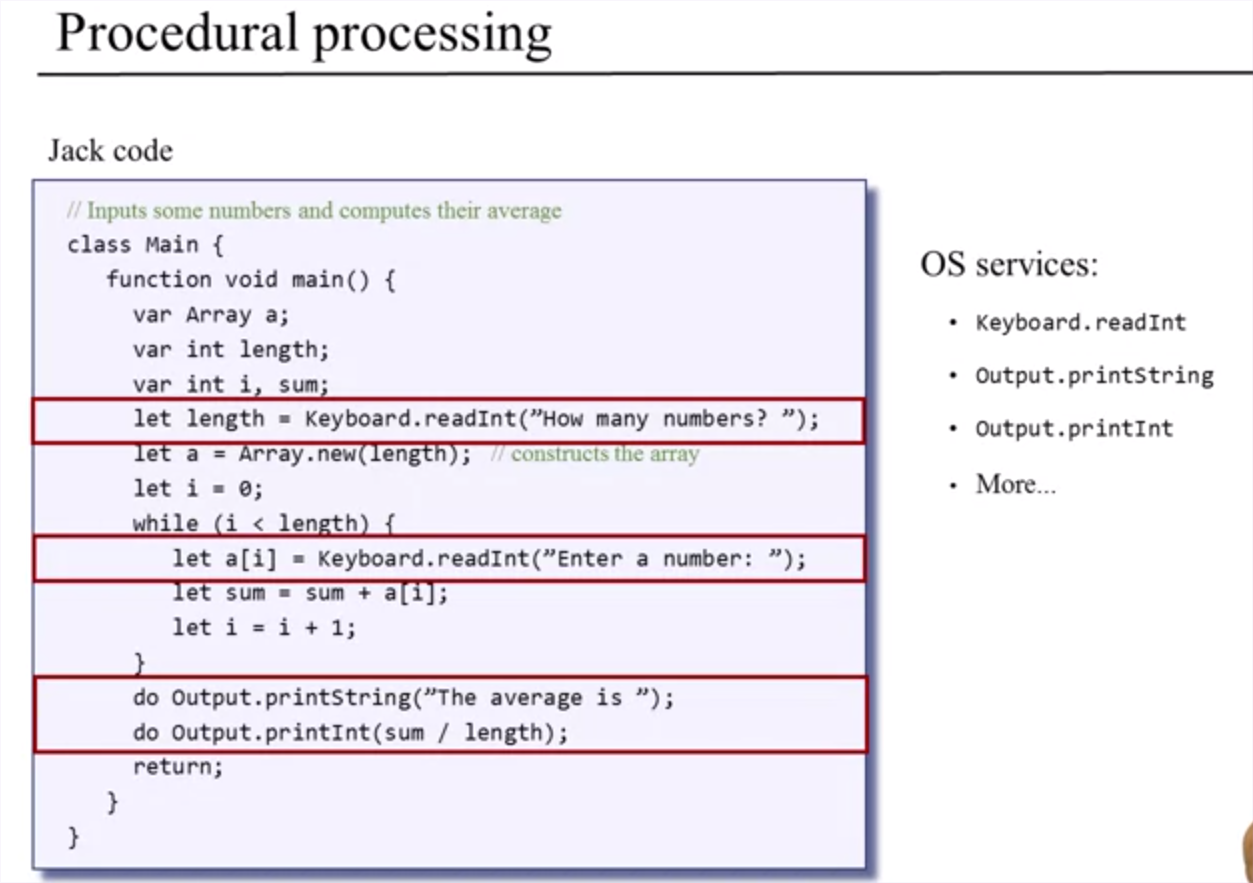 Procedural processing
Jack code
// Inputs some numbers and computes their average
class Main {
function void main() {
var Array a;
var int length;
var int i, sum;
let length = Keyboard.readInt(”How many numbers? ”);
let a = Array.new(length); // constructs the array
let i = 0;
while (i < length) {
let a[i] = Keyboard.readInt(”Enter a number: ”);
let sum = sum + a[i];
let i = i + 1;
}
do Output.printString(”The average is ”);
do Output.printInt(sum / length);
return;
}
}
OS services:
• Keyboard.readInt
• Output.printString
• Output.printInt
• More...